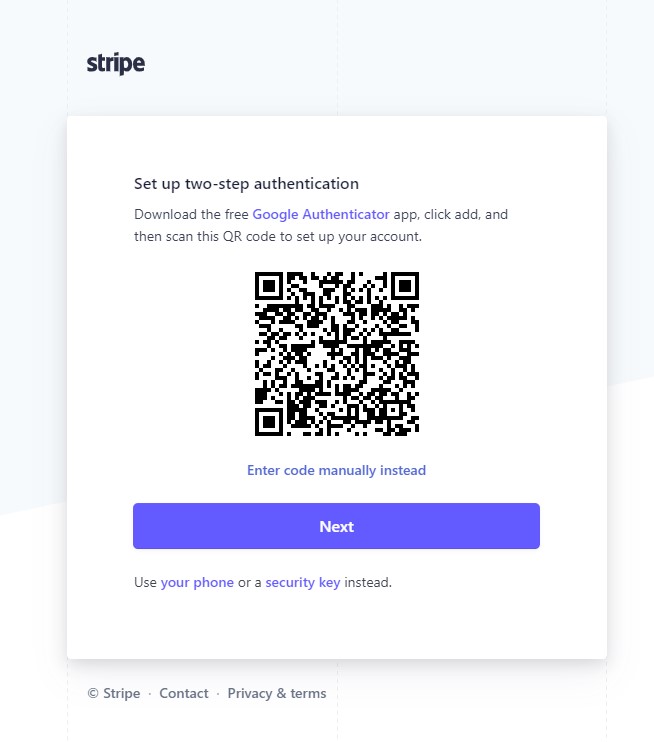 stripe
Set up two-step authentication
Download the free Google Authenticator app, click add, and
then scan this QR code to set up your account.
Enter code manually instead
Next
Use your phone or a security key instead.
© Stripe · Contact · Privacy & terms